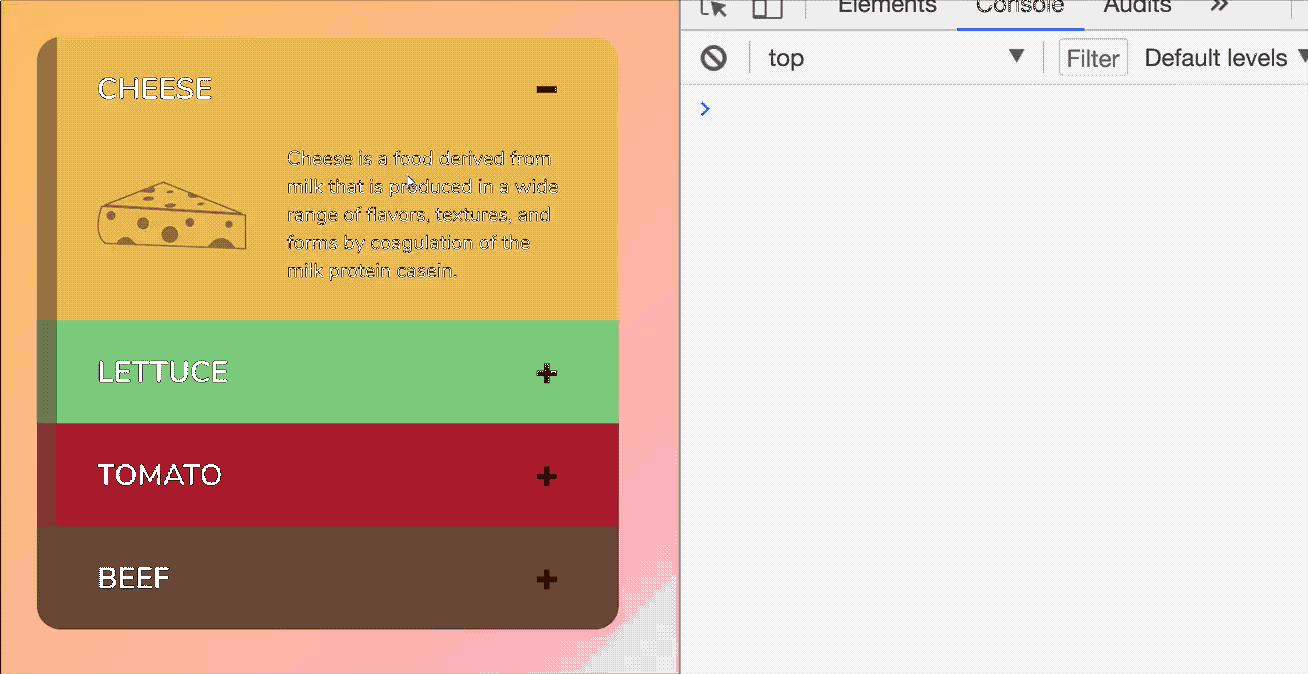 Elements Console Audits »
top Filter Default levels
CHEESE
Cheese is a food derived from
milk that is produced in a wide
range of flavors, textures, and
forms by coagulation of the
milk protein casein.
LETTUCE
TOMATO
BEEF